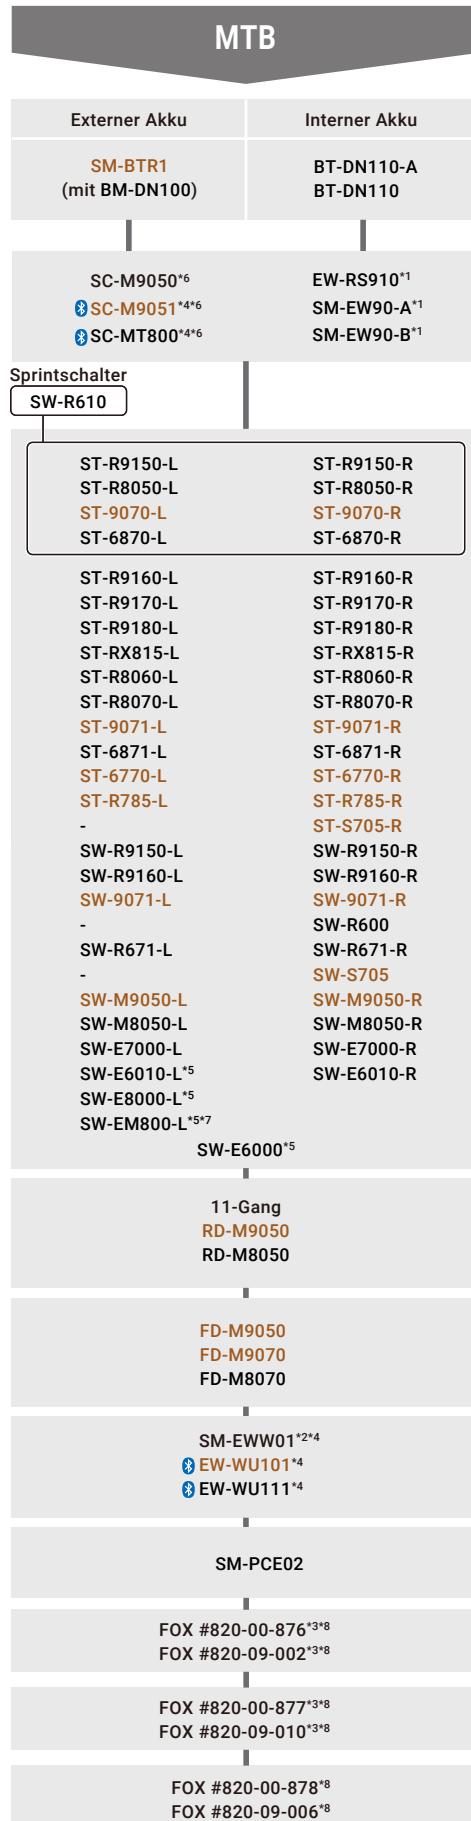 MTB
Externer Akku Interner Akku
SM-BTR1 BT-DN110-A
(mit BM-DN100) BT-DN110
SC-M9050*6 EW-RS910*1
SC-M9051*4*6 SM-EW90-A*1
SC-MT800*4*6 SM-EW90-B*1
Sprintschalter
SW-R610
ST-R9150-L ST-R9150-R
ST-R8050-L ST-R8050-R
ST-9070-L ST-9070-R
ST-6870-L ST-6870-R
ST-R9160-L ST-R9160-R
ST-R9170-L ST-R9170-R
ST-R9180-L ST-R9180-R
ST-RX815-L ST-RX815-R
ST-R8060-L ST-R8060-R
ST-R8070-L ST-R8070-R
ST-9071-L ST-9071-R
ST-6871-L ST-6871-R
ST-6770-L ST-6770-R
ST-R785-L ST-R785-R
- ST-S705-R
SW-R9150-L SW-R9150-R
SW-R9160-L SW-R9160-R
SW-9071-L SW-9071-R
- SW-R600
SW-R671-L SW-R671-R
- SW-S705
SW-M9050-L SW-M9050-R
SW-M8050-L SW-M8050-R
SW-E7000-L SW-E7000-R
SW-E6010-L*5 SW-E6010-R
SW-E8000-L*5
SW-EM800-L*5*7
SW-E6000*5
11-Gang
RD-M9050
RD-M8050
FD-M9050
FD-M9070
FD-M8070
SM-EWW01*2*4
EW-WU101*4
EW-WU111*4
SM-PCE02
FOX #820-00-876*3*8
FOX #820-09-002*3*8
FOX #820-00-877*3*8
FOX #820-09-010*3*8
FOX #820-00-878*8
FOX #820-09-006*8